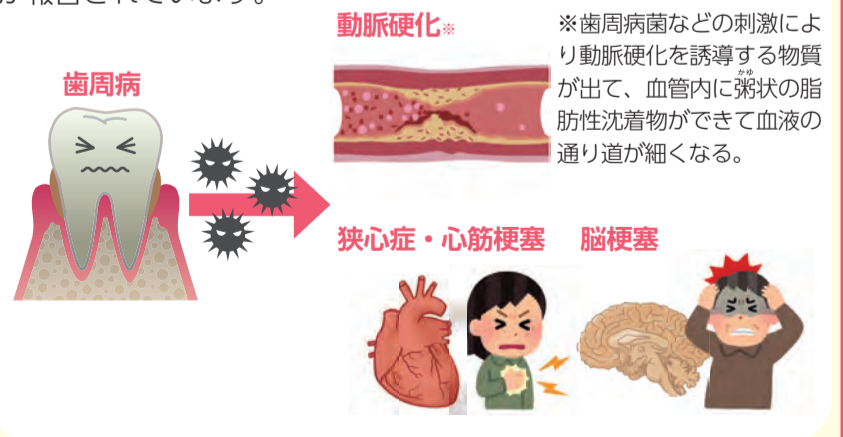 報告されています。
歯周病
動脈硬化※
※歯周病菌などの刺激によ
り動脈硬化を誘導する物質
が出て、血管内に粥状の脂
かゆ
肪性沈着物ができて血液の
通り道が細くなる。
狭心症・心筋梗塞
脳梗塞